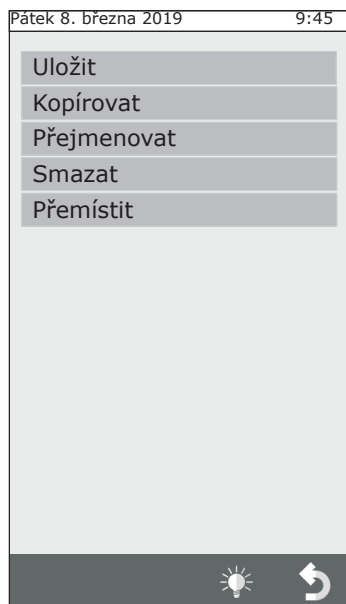 Pátek 8. března 2019 9:45
Uložit
Kopírovat
Přejmenovat
Smazat
Přemístit